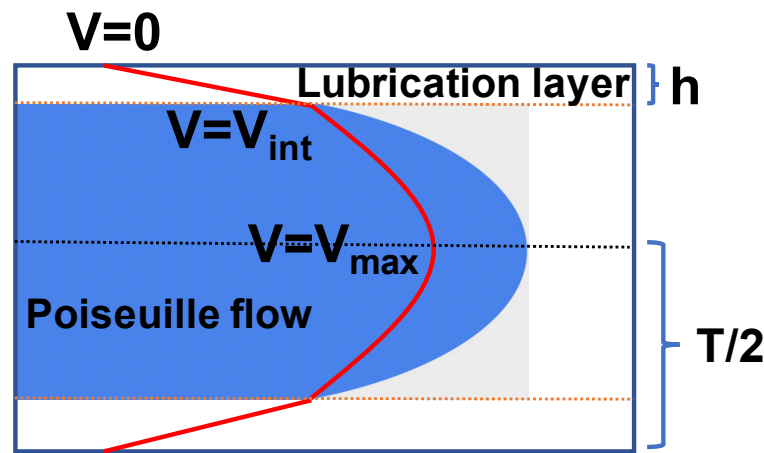 V=0
Lubrication layer
h
V=Vint
V=Vmax
Poiseuille flow
T/2